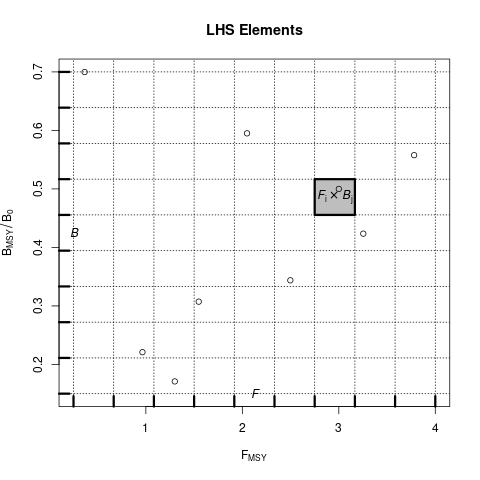 LHS Elements
0.7
0.6
0.5
0.4
0.3
0.2
B_MSY/B_0
B
F_i × B_j
F
1 2 3 4
F_MSY